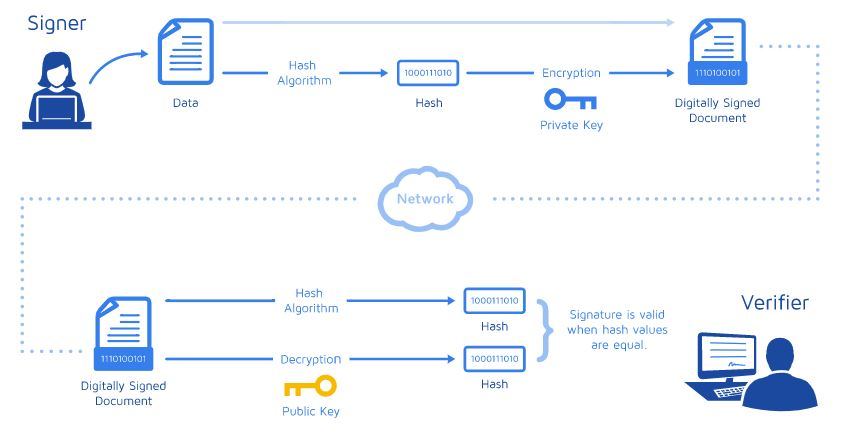 Signer
Data
Hash
Algorithm
1000111010
Hash
Encryption
Private Key
1110100101
Digitally Signed
Document
Network
1110100101
Digitally Signed
Document
Hash
Algorithm
1000111010
Hash
Decryption
Public Key
1000111010
Hash
Signature is valid
when hash values
are equal.
Verifier